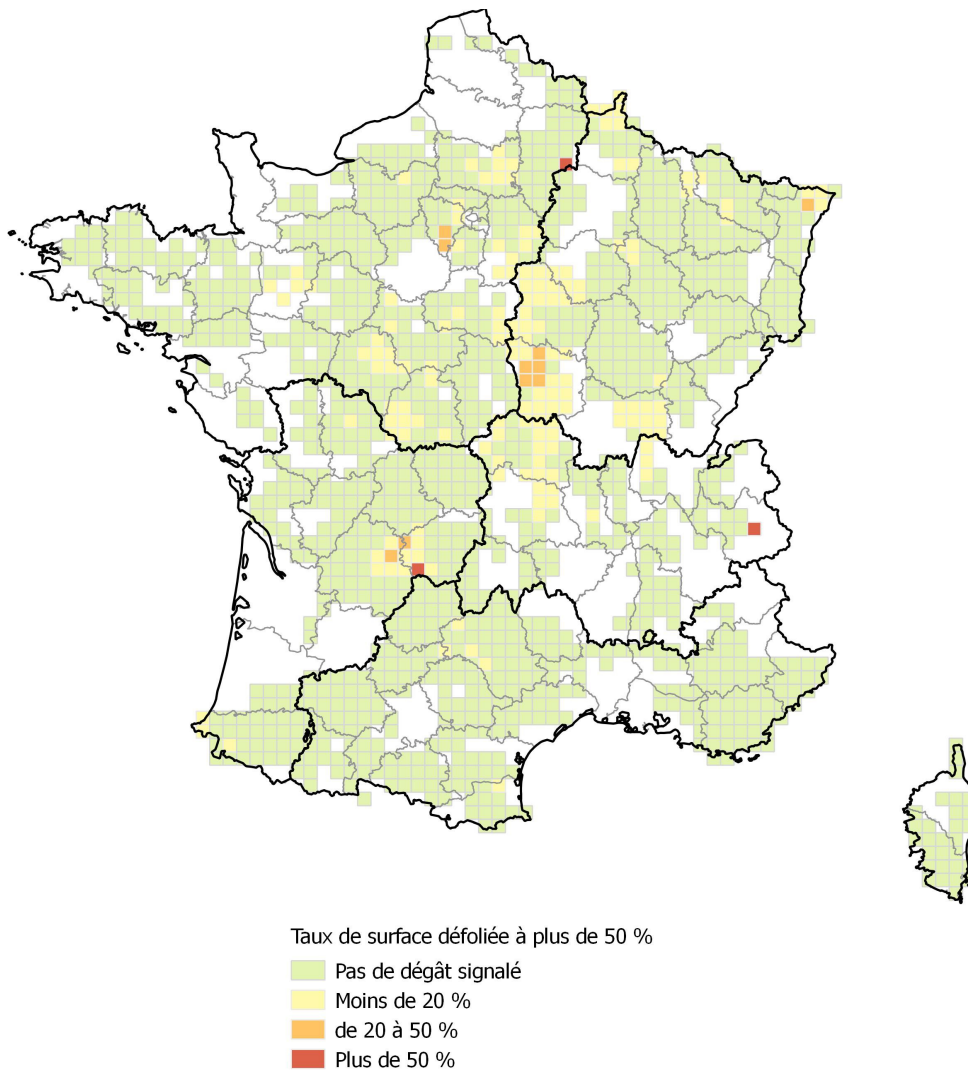 Taux de surface défoliée à plus de 50 %
Pas de dégât signalé
Moins de 20 %
de 20 à 50 %
Plus de 50 %